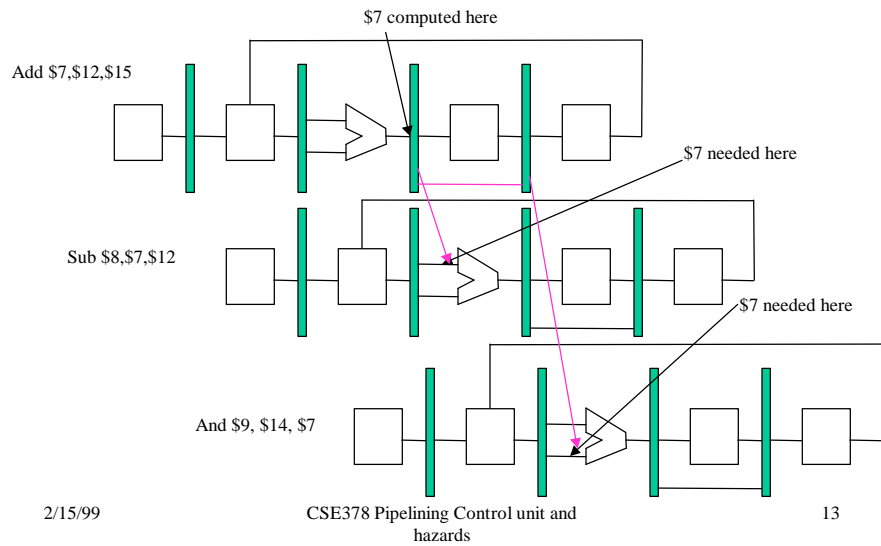 $7 computed here
Add $7,$12,$15
$7 needed here
Sub $8,$7,$12
$7 needed here
And $9, $14, $7
2/15/99
CSE378 Pipelining Control unit and
hazards
13